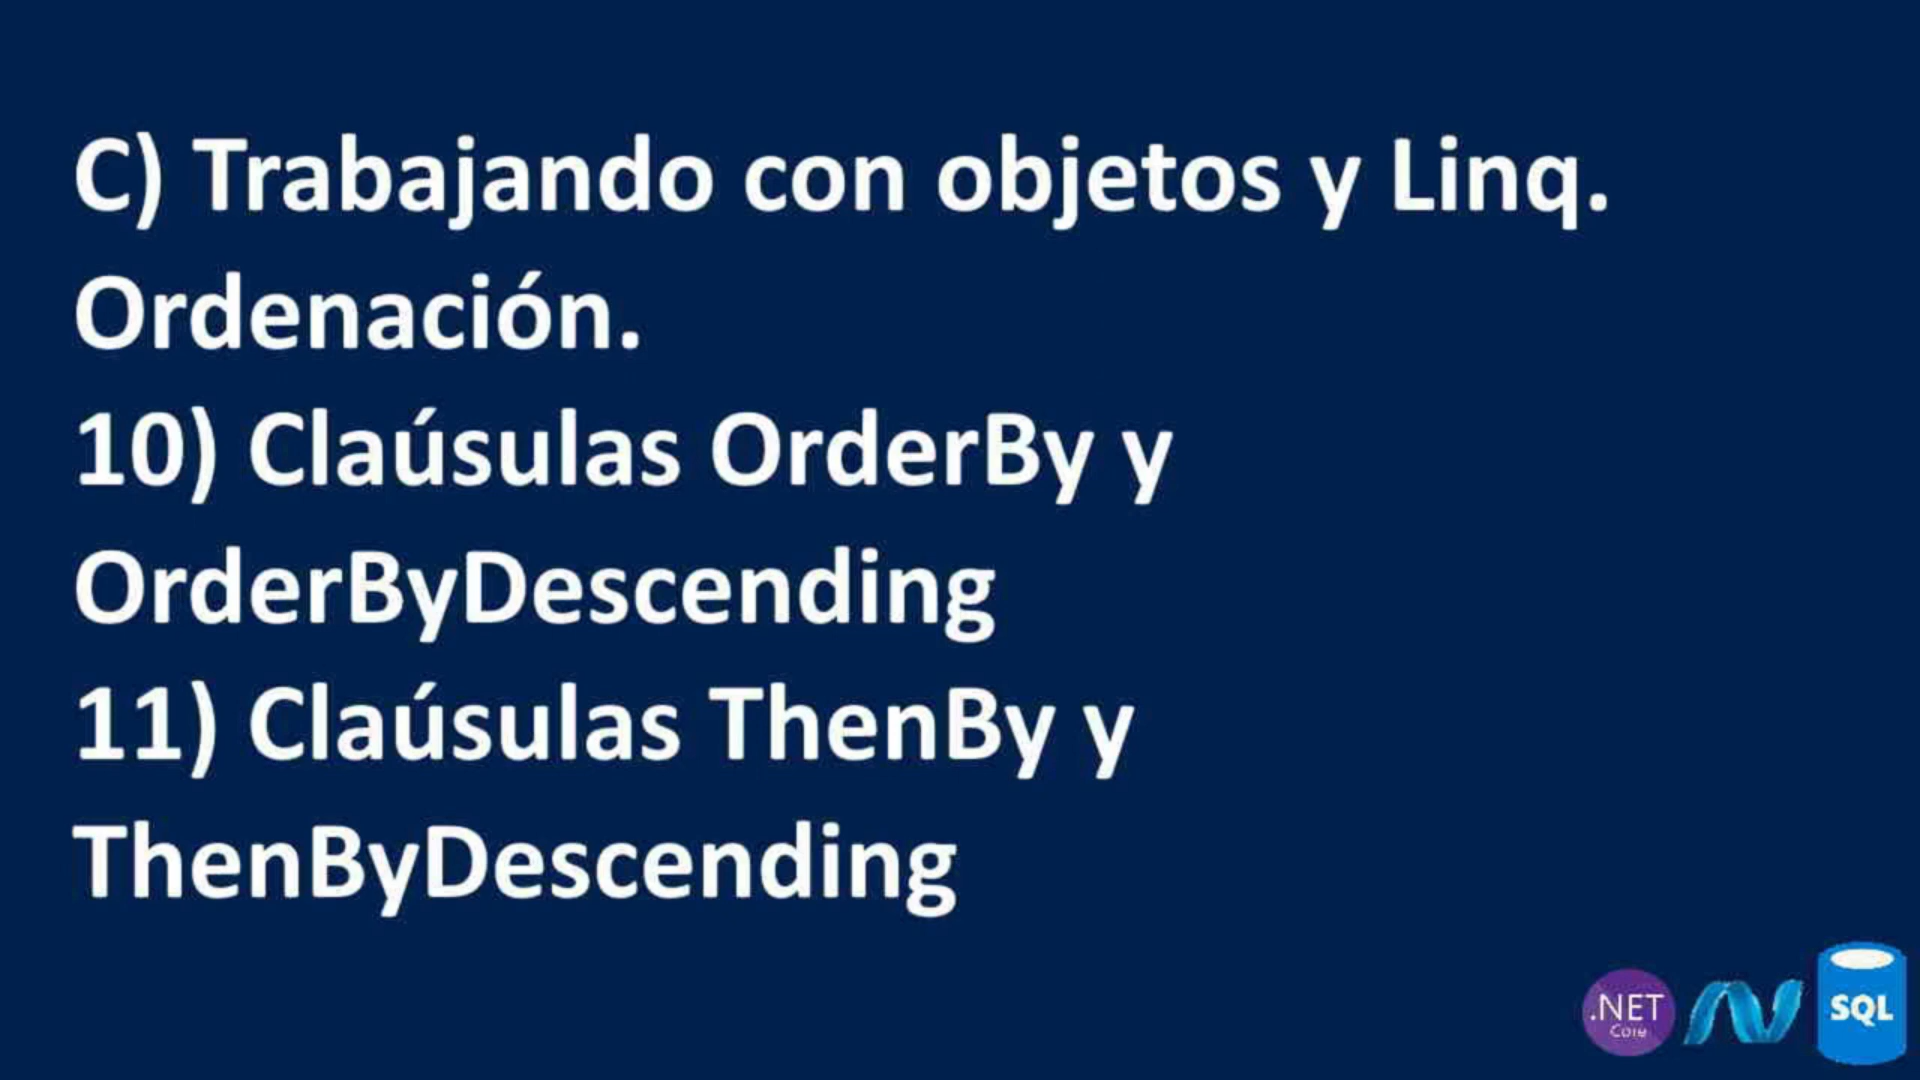 C) Trabajando con objetos y Linq.
Ordenación.
10) Claúsulas OrderBy y
OrderByDescending
11) Claúsulas ThenBy y
ThenByDescending
.NET
Core
SQL